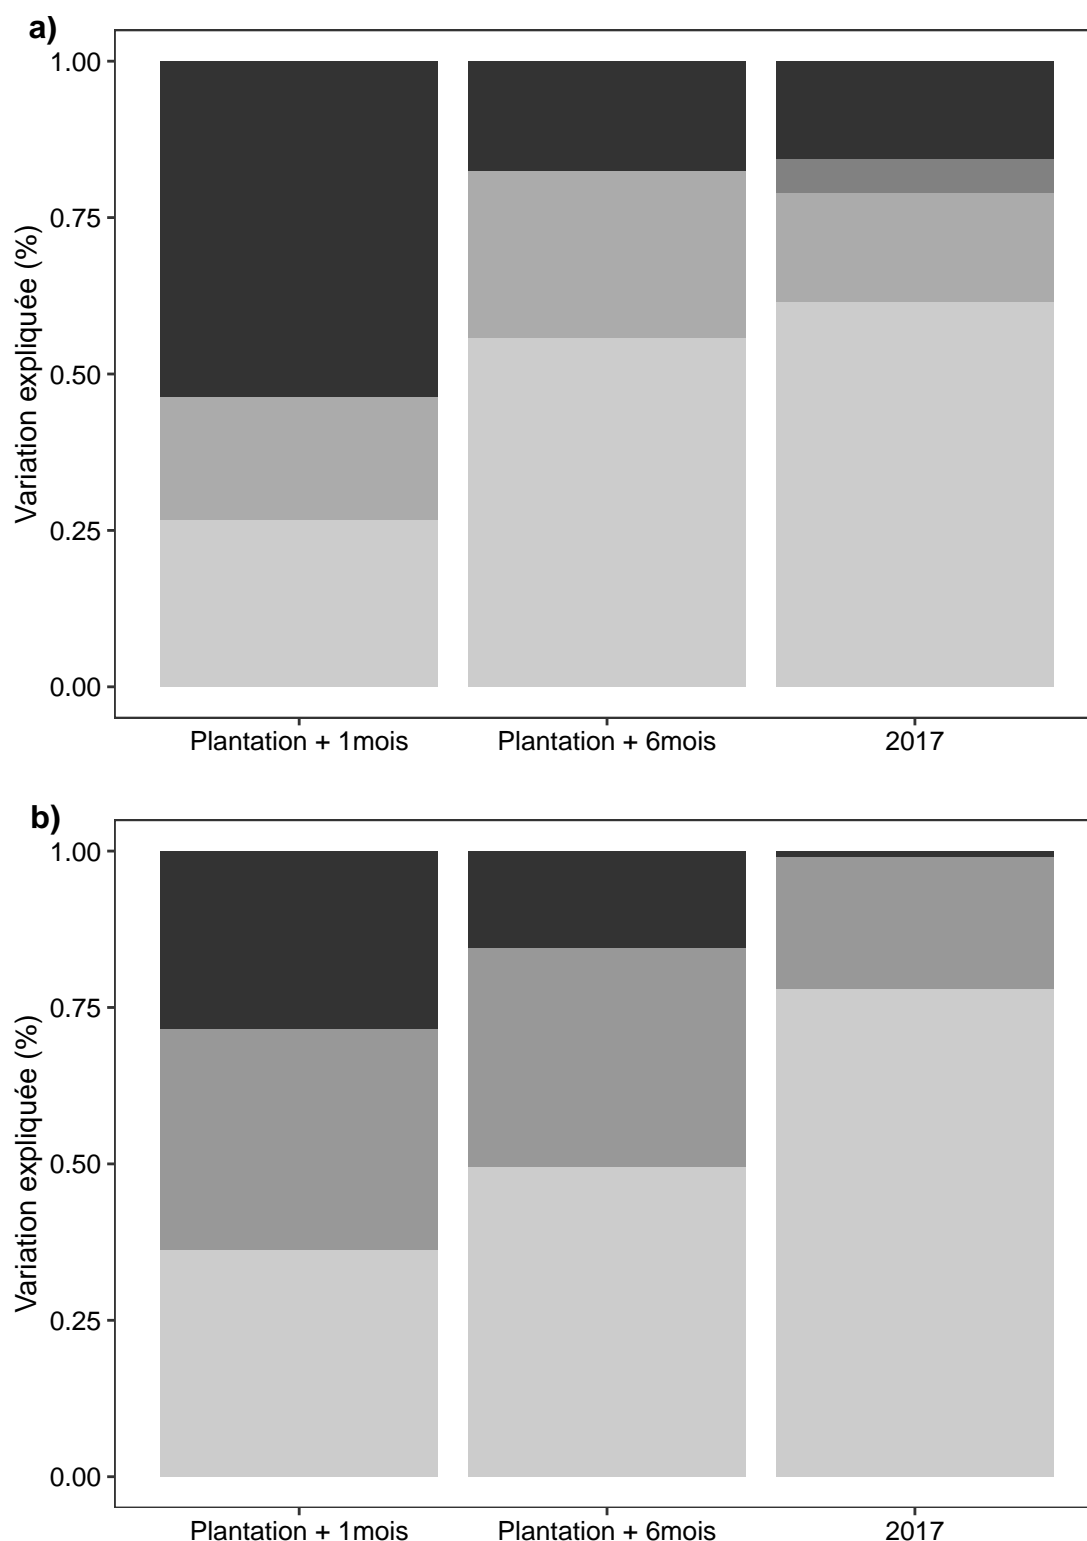 a)
Variation expliquée (%)
1.00
0.75
0.50
0.25
0.00
Plantation + 1mois
Plantation + 6mois
2017
b)
Variation expliquée (%)
1.00
0.75
0.50
0.25
0.00
Plantation + 1mois
Plantation + 6mois
2017